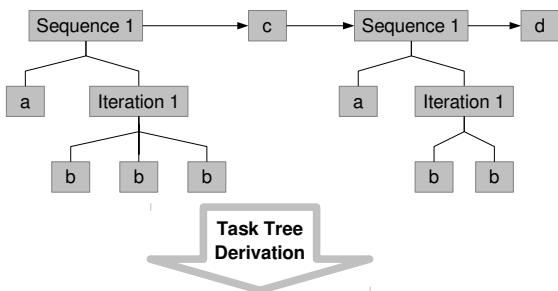 Sequence 1 c Sequence 1 d
a Iteration 1 a Iteration 1
b b b b b
Task Tree
Derivation